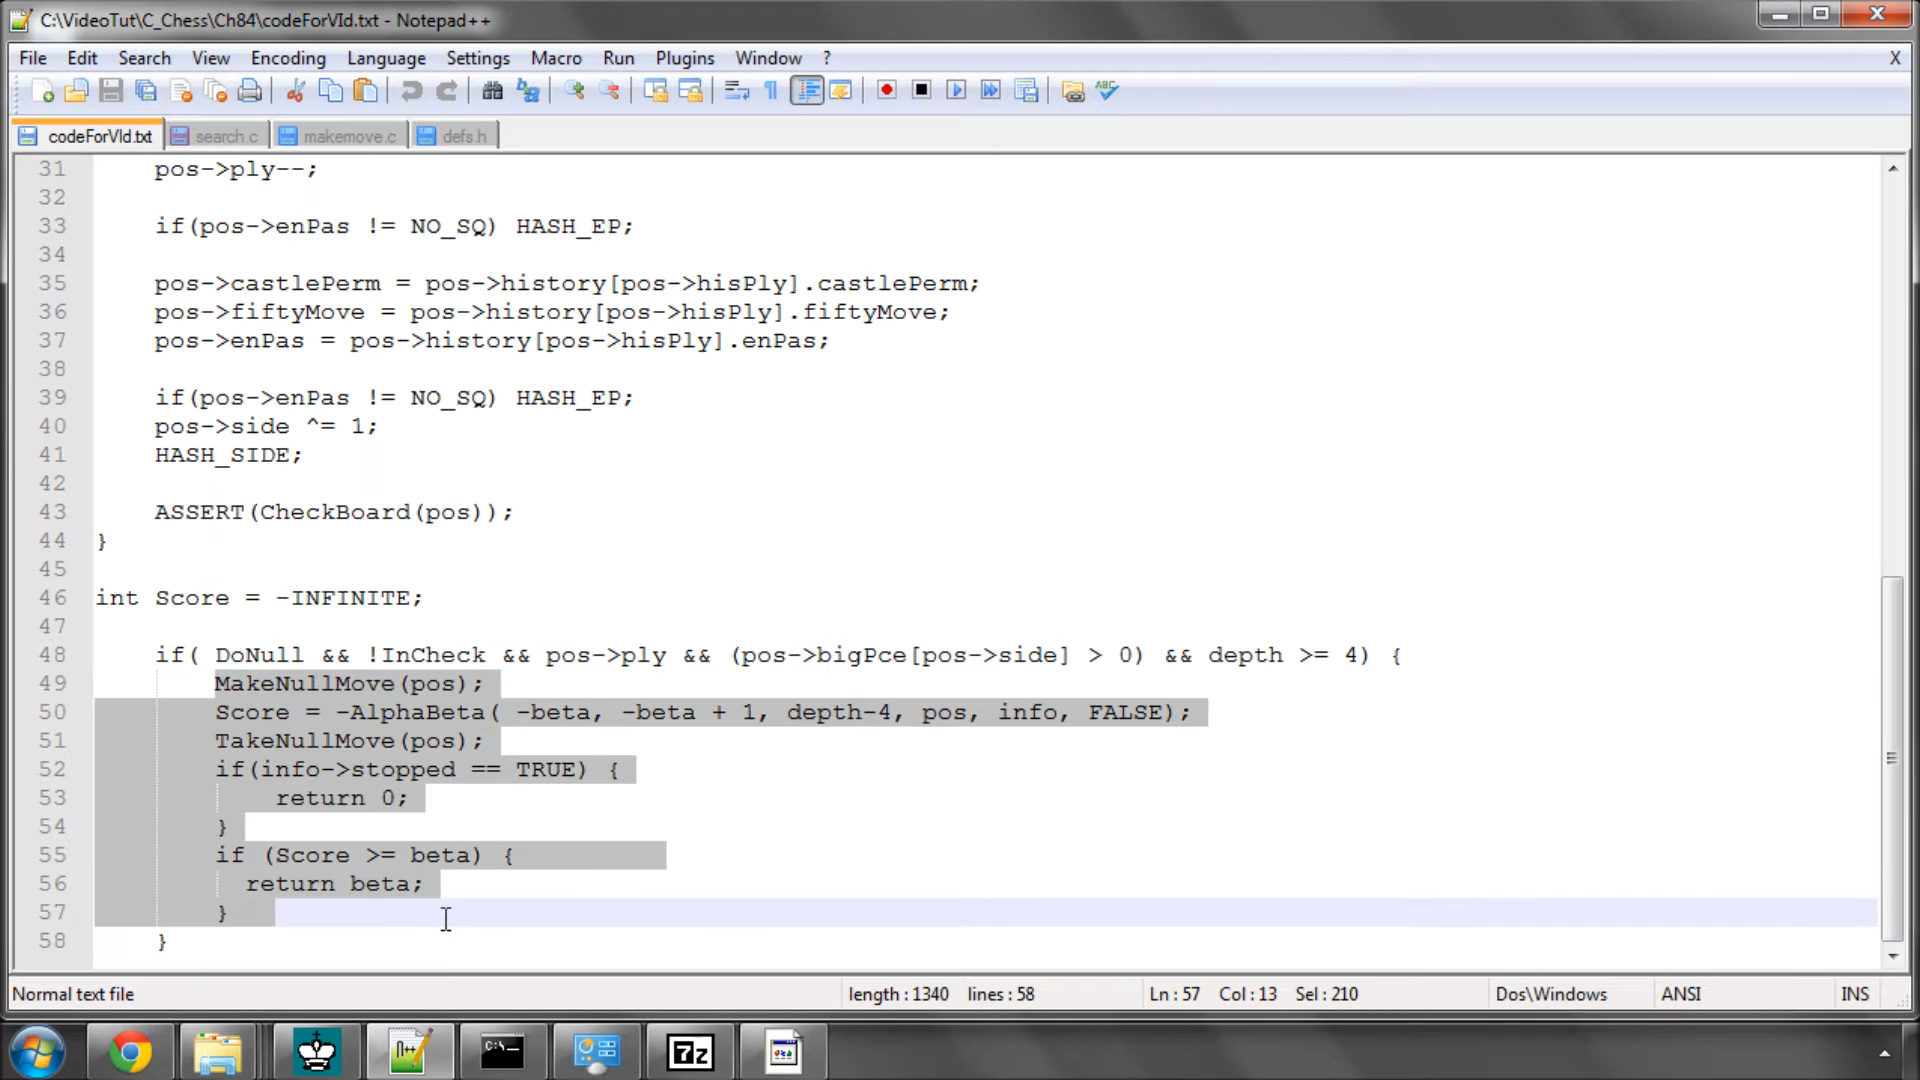 C:\VideoTut\C_Chess\Ch84\codeForVId.txt - Notepad++
File Edit Search View Encoding Language Settings Macro Run Plugins Window ? X
codeForVId.txt search.c makemove.c defs.h
31 pos->ply--;
32
33 if(pos->enPas != NO_SQ) HASH_EP;
34
35 pos->castlePerm = pos->history[pos->hisPly].castlePerm;
36 pos->fiftyMove = pos->history[pos->hisPly].fiftyMove;
37 pos->enPas = pos->history[pos->hisPly].enPas;
38
39 if(pos->enPas != NO_SQ) HASH_EP;
40 pos->side ^= 1;
41 HASH_SIDE;
42
43 ASSERT(CheckBoard(pos));
44 }
45
46 int Score = -INFINITE;
47
48 if( DoNull && !InCheck && pos->ply && (pos->bigPce[pos->side] > 0) && depth >= 4) {
49 MakeNullMove(pos);
50 Score = -AlphaBeta( -beta, -beta + 1, depth-4, pos, info, FALSE);
51 TakeNullMove(pos);
52 if(info->stopped == TRUE) {
53 return 0;
54 }
55 if (Score >= beta) {
56 return beta;
57 }
58 }
Normal text file length : 1340 lines : 58 Ln : 57 Col : 13 Sel : 210 Dos\Windows ANSI INS
C:\_ 7z